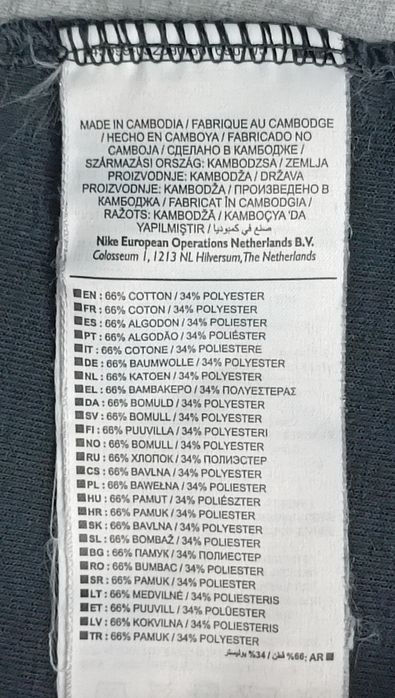 MADE IN CAMBODIA / FABRIQUE AU CAMBODGE
/ HECHO EN CAMBOYA / FABRICADO NO
CAMBOJA / СДЕЛАНО В КАМБОДЖЕ /
SZÁRMAZÁSI ORSZÁG: KAMBODZSA / ZEMLJA
PROIZVODNJE: KAMBODŽA / DRŽAVA
PROIZVODNJE: KAMBODŽA / ПРОИЗВЕДЕНО В
КАМБОДЖА / FABRICAT ÎN CAMBODGIA /
RAŽOTS: KAMBODŽĀ / KAMBOÇYA 'DA
YAPILMIŞTIR / صنع في كمبوديا /
Nike European Operations Netherlands B.V.
Colosseum 1, 1213 NL Hilversum, The Netherlands
EN : 66% COTTON / 34% POLYESTER
FR : 66% COTON / 34% POLYESTER
ES : 66% ALGODON / 34% POLIESTER
PT : 66% ALGODÃO / 34% POLIÉSTER
IT : 66% COTONE / 34% POLIESTERE
DE : 66% BAUMWOLLE / 34% POLYESTER
NL : 66% KATOEN / 34% POLYESTER
EL : 66% ΒΑΜΒΑΚΕΡΟ / 34% ΠΟΛΥΕΣΤΕΡΑΣ
DA : 66% BOMULD / 34% POLYESTER
SV : 66% BOMULL / 34% POLYESTER
FI : 66% PUUVILLA / 34% POLYESTERI
NO : 66% BOMULL / 34% POLYESTER
RU : 66% ХЛОПОК / 34% ПОЛИЭСТЕР
CS : 66% BAVLNA / 34% POLYESTER
PL : 66% BAWEŁNA / 34% POLIESTER
HU : 66% PAMUT / 34% POLIÉSZTER
HR : 66% PAMUK / 34% POLIESTER
SK : 66% BAVLNA / 34% POLYESTER
SL : 66% BOMBAŽ / 34% POLIESTER
BG : 66% ПАМУК / 34% ПОЛИЕСТЕР
RO : 66% BUMBAC / 34% POLIESTER
SR : 66% PAMUK / 34% POLIESTER
LT : 66% MEDVILNĖ / 34% POLIESTERIS
ET : 66% PUUVILL / 34% POLÜESTER
LV : 66% KOKVILNA / 34% POLIESTERIS
TR : 66% PAMUK / 34% POLYESTER
AR : 66% قطن / 34% بوليستر